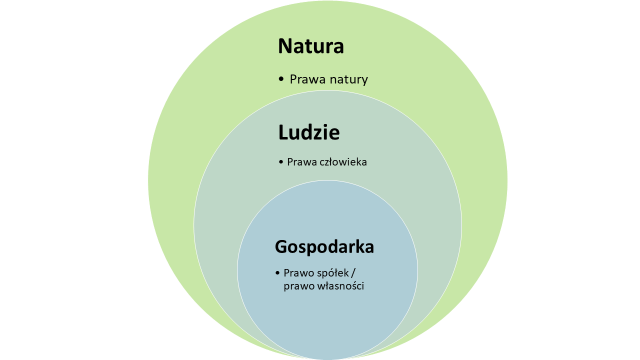 Natura
• Prawa natury
Ludzie
• Prawa człowieka
Gospodarka
• Prawo spółek /
prawo własności